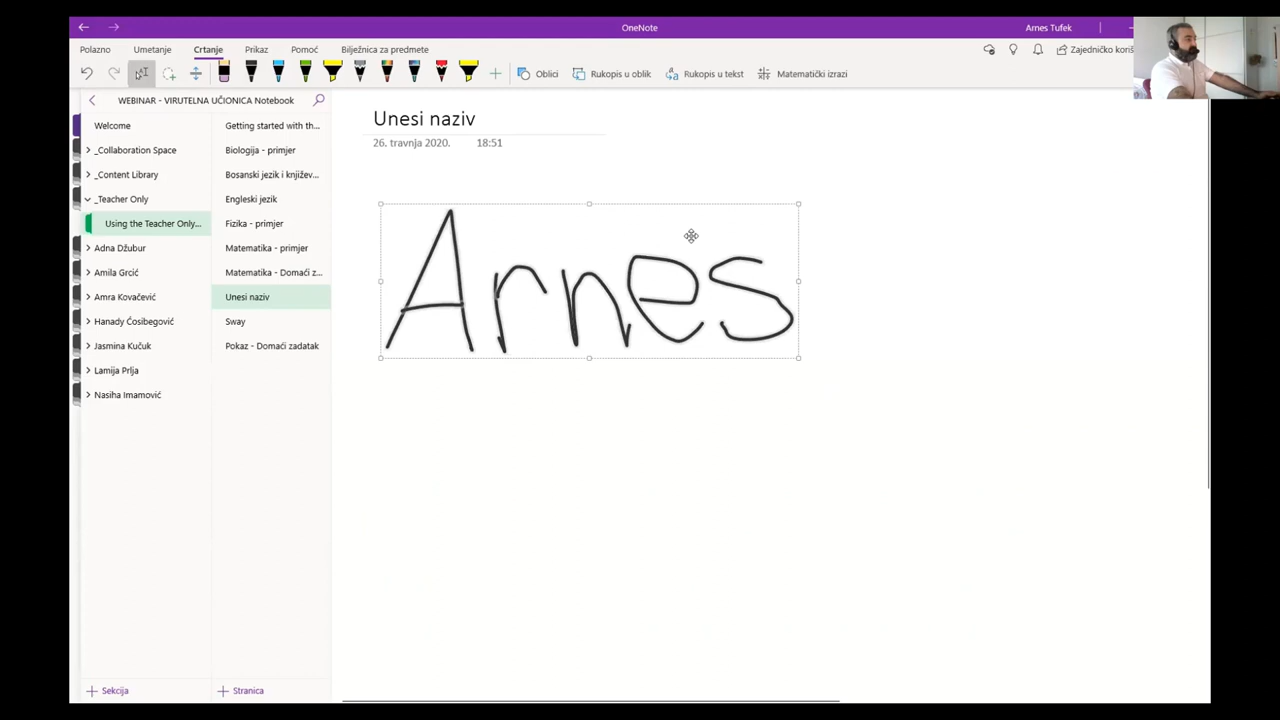 OneNote
Arnes Tufek
Polazno Umetanje Crtanje Prikaz Pomoć Bilježnica za predmete Zajedničko koriš
Oblici Rukopis u oblik Rukopis u tekst Matematički izrazi
WEBINAR - VIRUTELNA UČIONICA Notebook
Welcome
_Collaboration Space
_Content Library
_Teacher Only
Using the Teacher Only...
Adna Džubur
Amila Grcić
Amra Kovačević
Hanady Ćosibegović
Jasmina Kučuk
Lamija Prlja
Nasiha Imamović
Sekcija
Getting started with th...
Biologija - primjer
Bosanski jezik i književ...
Engleski jezik
Fizika - primjer
Matematika - primjer
Matematika - Domaći z...
Unesi naziv
Sway
Pokaz - Domaći zadatak
Stranica
Unesi naziv
26. travnja 2020. 18:51
Arnes